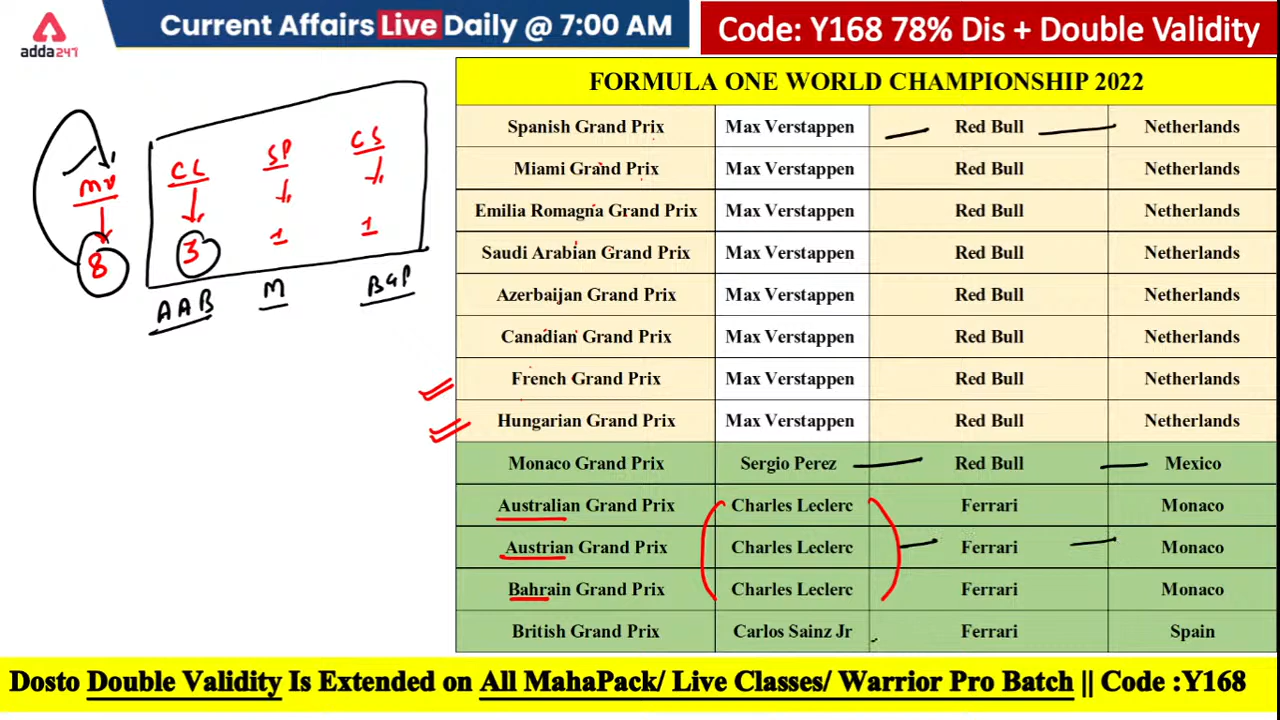 adda247
Current Affairs Live Daily @ 7:00 AM
Code: Y168 78% Dis + Double Validity
FORMULA ONE WORLD CHAMPIONSHIP 2022
Spanish Grand Prix Max Verstappen Red Bull Netherlands
Miami Grand Prix Max Verstappen Red Bull Netherlands
Emilia Romagna Grand Prix Max Verstappen Red Bull Netherlands
Saudi Arabian Grand Prix Max Verstappen Red Bull Netherlands
Azerbaijan Grand Prix Max Verstappen Red Bull Netherlands
Canadian Grand Prix Max Verstappen Red Bull Netherlands
French Grand Prix Max Verstappen Red Bull Netherlands
Hungarian Grand Prix Max Verstappen Red Bull Netherlands
Monaco Grand Prix Sergio Perez Red Bull Mexico
Australian Grand Prix Charles Leclerc Ferrari Monaco
Austrian Grand Prix Charles Leclerc Ferrari Monaco
Bahrain Grand Prix Charles Leclerc Ferrari Monaco
British Grand Prix Carlos Sainz Jr Ferrari Spain
MV CL SP CS
8 3 1 1
AAB M BGP
Dosto Double Validity Is Extended on All MahaPack/ Live Classes/ Warrior Pro Batch || Code :Y168